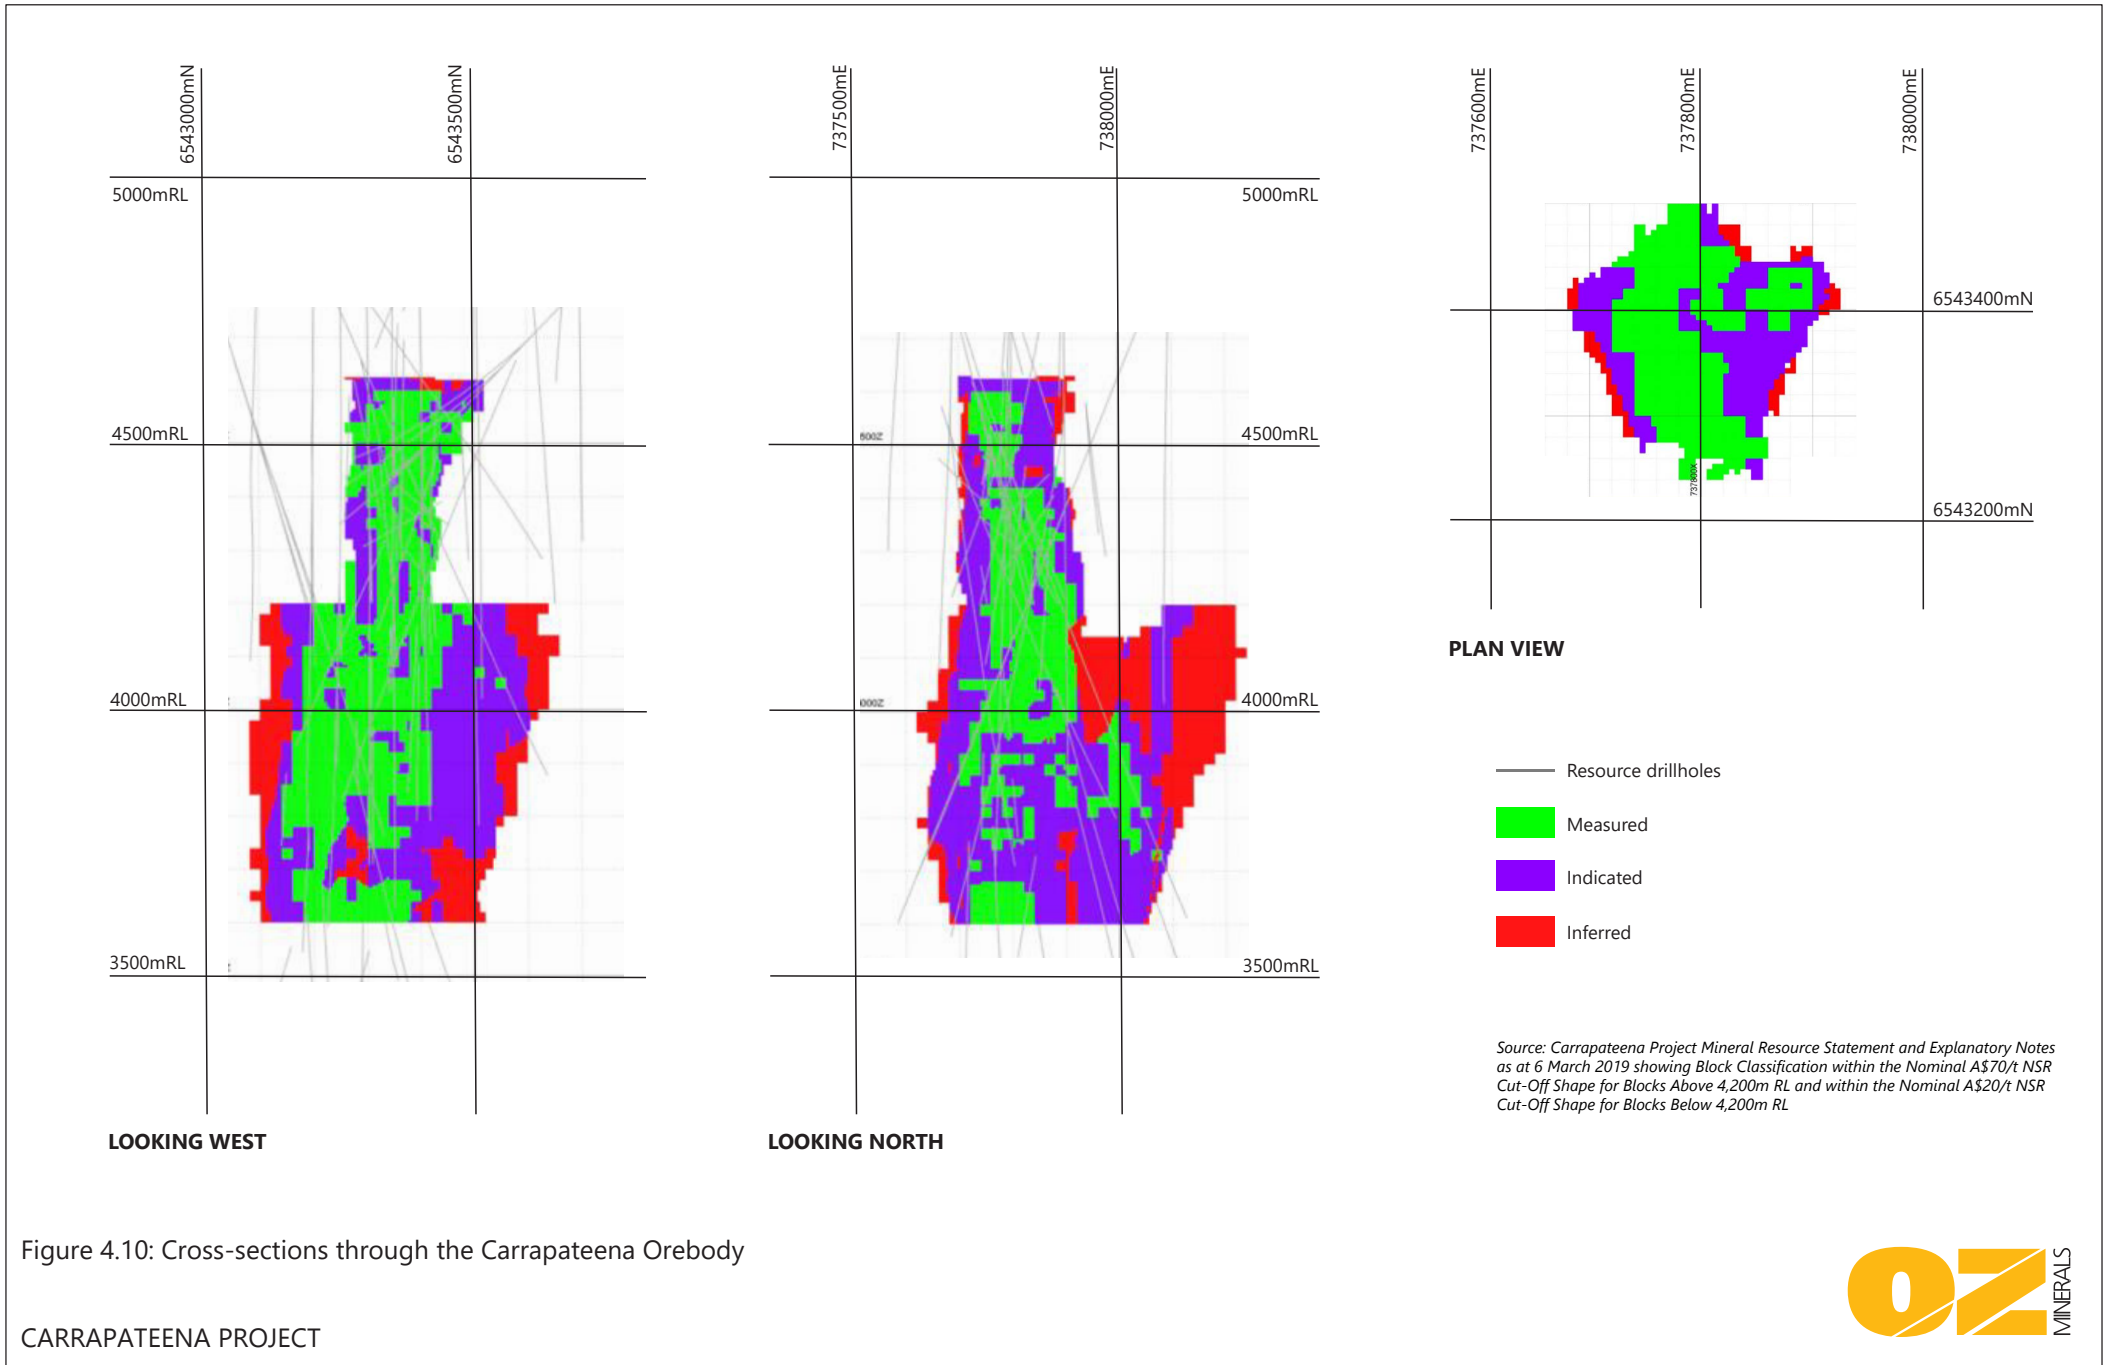 6543000mN
6543500mN
5000mRL
4500mRL
4000mRL
3500mRL
LOOKING WEST
737500mE
738000mE
5000mRL
4500mRL
4000mRL
3500mRL
LOOKING NORTH
737600mE
737800mE
738000mE
6543400mN
6543200mN
737800X
PLAN VIEW
Resource drillholes
Measured
Indicated
Inferred
Source: Carrapateena Project Mineral Resource Statement and Explanatory Notes
as at 6 March 2019 showing Block Classification within the Nominal A$70/t NSR
Cut-Off Shape for Blocks Above 4,200m RL and within the Nominal A$20/t NSR
Cut-Off Shape for Blocks Below 4,200m RL
Figure 4.10: Cross-sections through the Carrapateena Orebody
CARRAPATEENA PROJECT
OZ
MINERALS